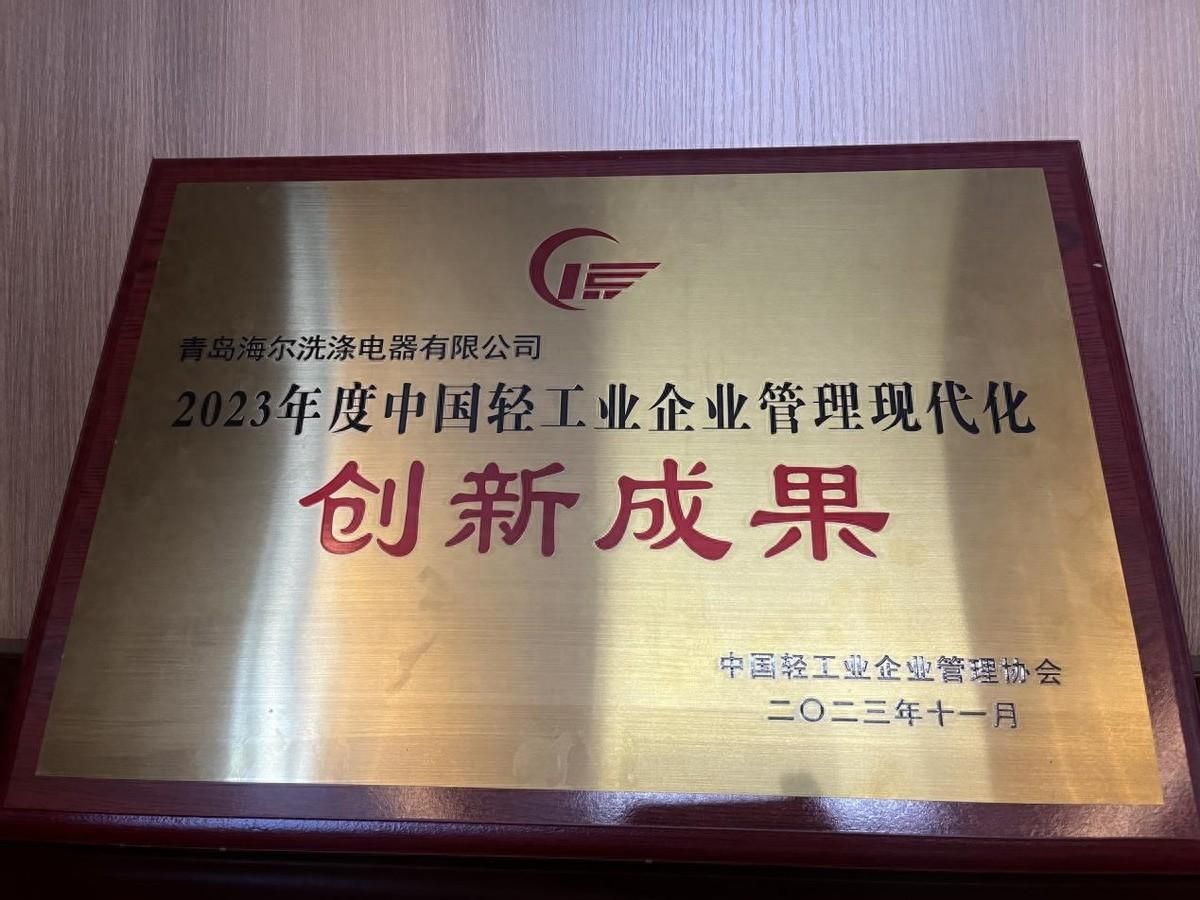 青岛海尔洗涤电器有限公司
2023年度中国轻工业企业管理现代化
创新成果
中国轻工业企业管理协会
二〇二三年十一月